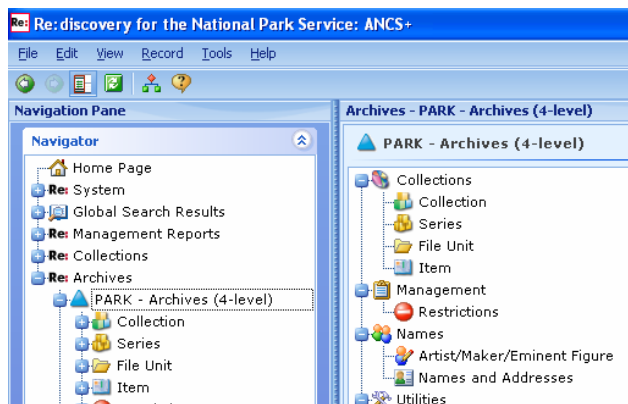 Re: Re:discovery for the National Park Service: ANCS+
File Edit View Record Tools Help
Navigation Pane
Navigator
Home Page
Re: System
Global Search Results
Re: Management Reports
Re: Collections
Re: Archives
PARK - Archives (4-level)
Collection
Series
File Unit
Item
Archives - PARK - Archives (4-level)
PARK - Archives (4-level)
Collections
Collection
Series
File Unit
Item
Management
Restrictions
Names
Artist/Maker/Eminent Figure
Names and Addresses
Utilities